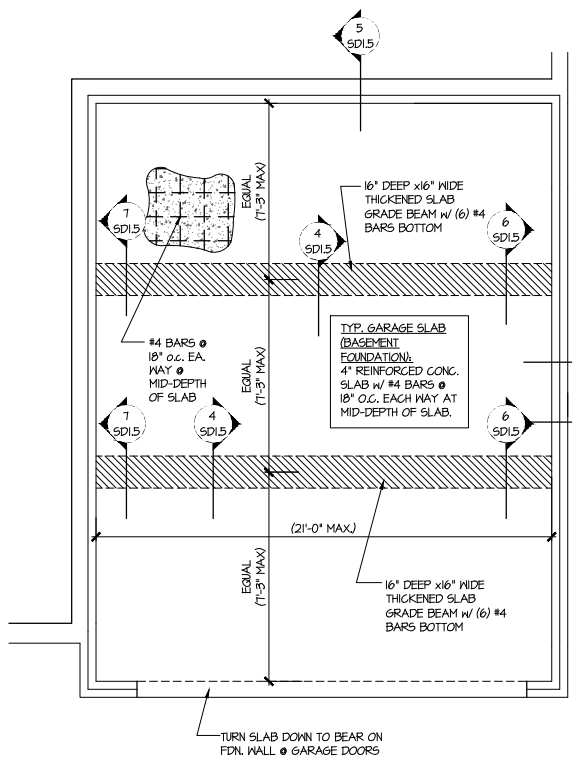 5
SD1.5
EQUAL
(7'-3" MAX)
16" DEEP x16" WIDE
THICKENED SLAB
GRADE BEAM W/ (6) #4
BARS BOTTOM
7
SD1.5
4
SD1.5
6
SD1.5
#4 BARS @
18" O.C. EA.
WAY @
MID-DEPTH
OF SLAB
EQUAL
(7'-3" MAX)
TYP. GARAGE SLAB
(BASEMENT
FOUNDATION):
4" REINFORCED CONC.
SLAB W/ #4 BARS @
18" O.C. EACH WAY AT
MID-DEPTH OF SLAB.
7
SD1.5
4
SD1.5
6
SD1.5
(21'-0" MAX.)
EQUAL
(7'-3" MAX)
16" DEEP x16" WIDE
THICKENED SLAB
GRADE BEAM W/ (6) #4
BARS BOTTOM
TURN SLAB DOWN TO BEAR ON
FDN. WALL @ GARAGE DOORS